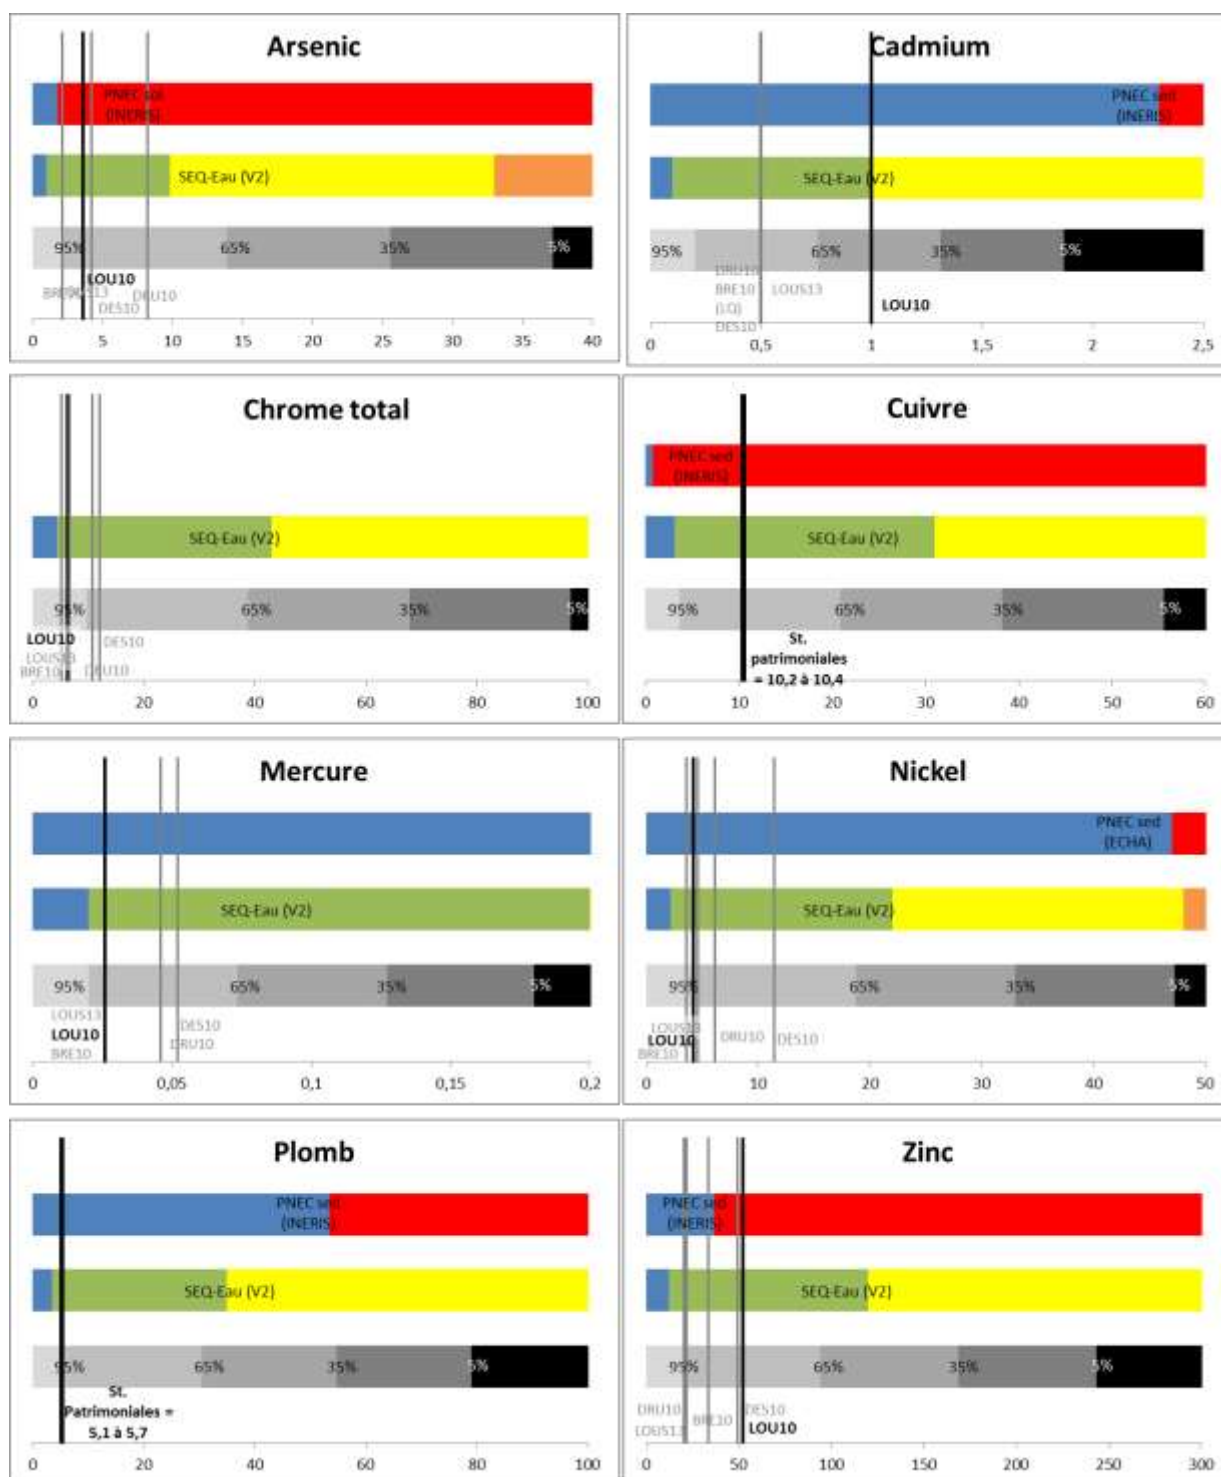 Arsenic
PNEC sol
(INERIS)
SEQ-Eau (V2)
95% 65% 35% 5%
LOU10
DRU10
DES10
0 5 10 15 20 25 30 35 40
Cadmium
PNEC sed
(INERIS)
SEQ-Eau (V2)
95% 65% 35% 5%
DRU10
BRE10 LOUS13
(LQ) LOU10
DES10
0 0,5 1 1,5 2 2,5
Chrome total
SEQ-Eau (V2)
95% 65% 35% 5%
LOU10 DES10
LOUS13
BRE10 DRU10
0 20 40 60 80 100
Cuivre
PNEC sed
(INERIS)
SEQ-Eau (V2)
95% 65% 35% 5%
St.
patrimoniales
= 10,2 à 10,4
0 10 20 30 40 50 60
Mercure
SEQ-Eau (V2)
95% 65% 35% 5%
LOUS13
DES10
LOU10
DRU10
BRE10
0 0,05 0,1 0,15 0,2
Nickel
PNEC sed
(ECHA)
SEQ-Eau (V2)
95% 65% 35% 5%
LOUS13
LOU10 DRU10 DES10
BRE10
0 10 20 30 40 50
Plomb
PNEC sed
(INERIS)
SEQ-Eau (V2)
95% 65% 35% 5%
St.
Patrimoniales =
5,1 à 5,7
0 20 40 60 80 100
Zinc
PNEC sed
(INERIS)
SEQ-Eau (V2)
95% 65% 35% 5%
DRU10 BRE10 DES10
LOUS13 LOU10
0 50 100 150 200 250 300